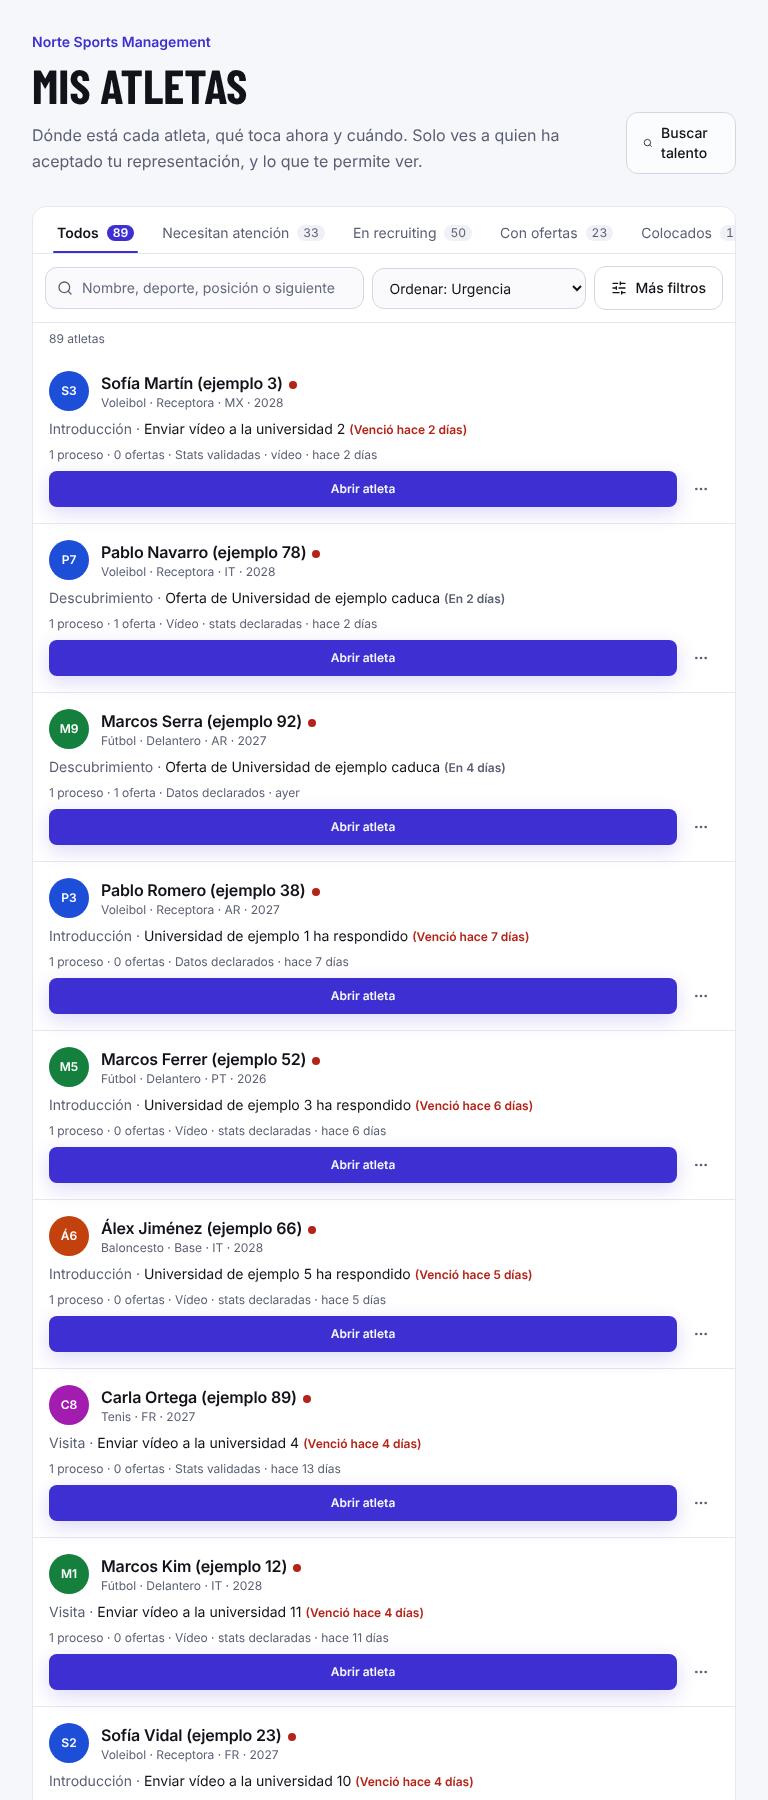 Norte Sports Management
MIS ATLETAS
Dónde está cada atleta, qué toca ahora y cuándo. Solo ves a quien ha
aceptado tu representación, y lo que te permite ver.
Buscar
talento
Todos 89 Necesitan atención 33 En recruiting 50 Con ofertas 23 Colocados 1
Nombre, deporte, posición o siguiente Ordenar: Urgencia Más filtros
89 atletas
S3 Sofía Martín (ejemplo 3)
Voleibol · Receptora · MX · 2028
Introducción · Enviar vídeo a la universidad 2 (Venció hace 2 días)
1 proceso · 0 ofertas · Stats validadas · vídeo · hace 2 días
Abrir atleta ...
P7 Pablo Navarro (ejemplo 78)
Voleibol · Receptora · IT · 2028
Descubrimiento · Oferta de Universidad de ejemplo caduca (En 2 días)
1 proceso · 1 oferta · Vídeo · stats declaradas · hace 2 días
Abrir atleta ...
M9 Marcos Serra (ejemplo 92)
Fútbol · Delantero · AR · 2027
Descubrimiento · Oferta de Universidad de ejemplo caduca (En 4 días)
1 proceso · 1 oferta · Datos declarados · ayer
Abrir atleta ...
P3 Pablo Romero (ejemplo 38)
Voleibol · Receptora · AR · 2027
Introducción · Universidad de ejemplo 1 ha respondido (Venció hace 7 días)
1 proceso · 0 ofertas · Datos declarados · hace 7 días
Abrir atleta ...
M5 Marcos Ferrer (ejemplo 52)
Fútbol · Delantero · PT · 2026
Introducción · Universidad de ejemplo 3 ha respondido (Venció hace 6 días)
1 proceso · 0 ofertas · Vídeo · stats declaradas · hace 6 días
Abrir atleta ...
Á6 Álex Jiménez (ejemplo 66)
Baloncesto · Base · IT · 2028
Introducción · Universidad de ejemplo 5 ha respondido (Venció hace 5 días)
1 proceso · 0 ofertas · Vídeo · stats declaradas · hace 5 días
Abrir atleta ...
C8 Carla Ortega (ejemplo 89)
Tenis · FR · 2027
Visita · Enviar vídeo a la universidad 4 (Venció hace 4 días)
1 proceso · 0 ofertas · Stats validadas · hace 13 días
Abrir atleta ...
M1 Marcos Kim (ejemplo 12)
Fútbol · Delantero · IT · 2028
Visita · Enviar vídeo a la universidad 11 (Venció hace 4 días)
1 proceso · 0 ofertas · Vídeo · stats declaradas · hace 11 días
Abrir atleta ...
S2 Sofía Vidal (ejemplo 23)
Voleibol · Receptora · FR · 2027
Introducción · Enviar vídeo a la universidad 10 (Venció hace 4 días)